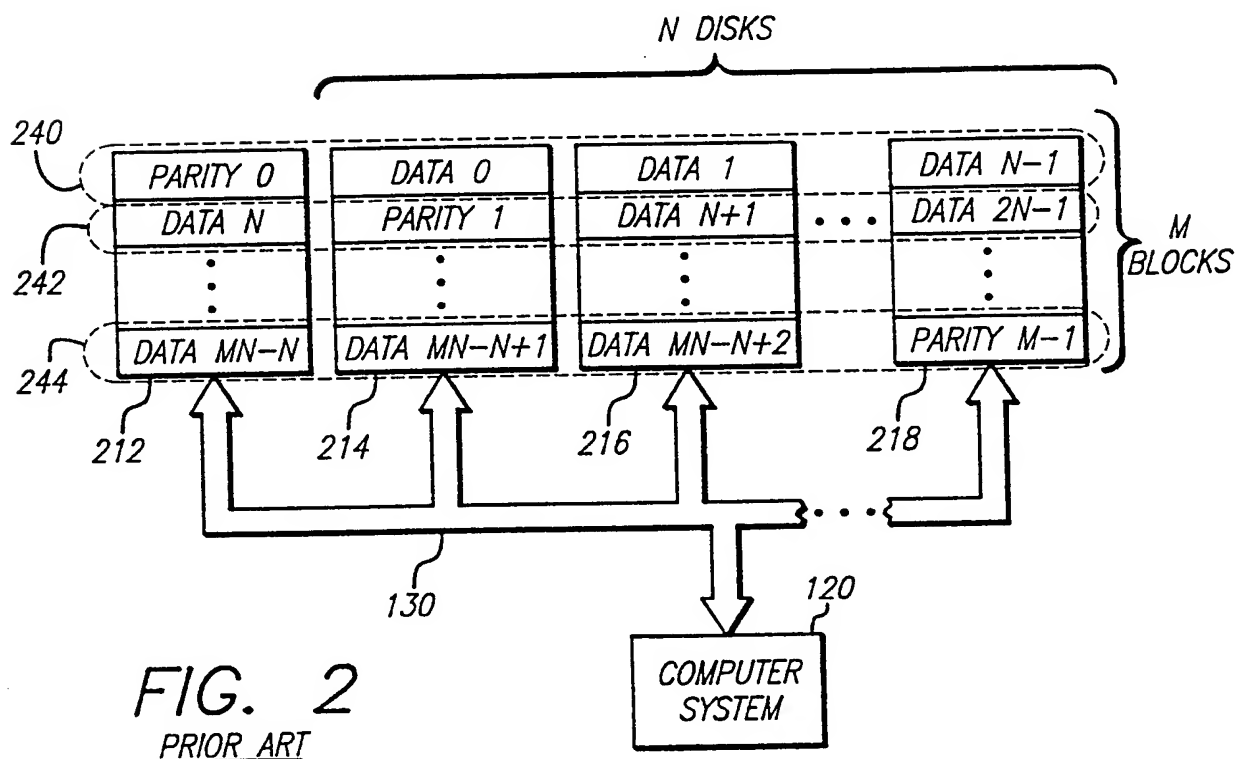 N DISKS
240
PARITY 0 DATA 0 DATA 1 DATA N-1
242
DATA N PARITY 1 DATA N+1 DATA 2N-1
M
BLOCKS
244
DATA MN-N DATA MN-N+1 DATA MN-N+2 PARITY M-1
212 214 216 218
130
120
COMPUTER
SYSTEM
FIG. 2
PRIOR ART